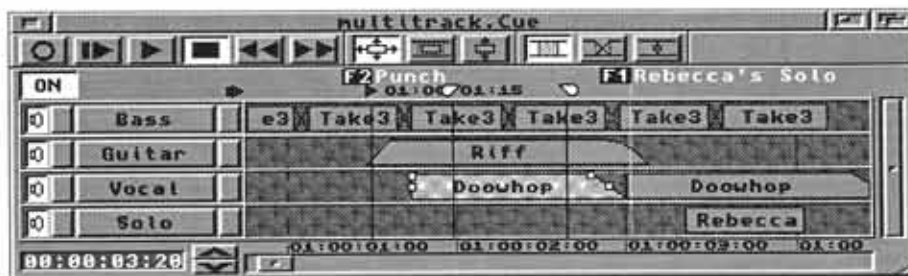 multitrack.Cue
F2 Punch F1 Rebecca's Solo
ON 01:00 01:15
Bass e3 Take3 Take3 Take3 Take3 Take3
Guitar Riff
Vocal Doowhop Doowhop
Solo Rebecca
01:00:01:00 01:00:02:00 01:00:03:00 01:00
00:00:03:20